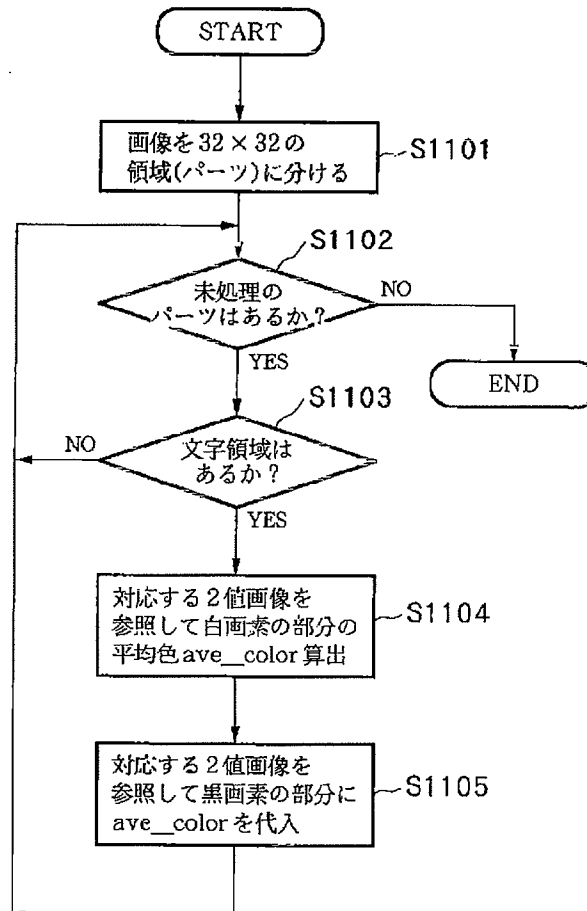 START
画像を32×32の
領域(パーツ)に分ける
S1101
S1102
未処理の
パーツはあるか?
NO
YES
END
S1103
文字領域は
あるか?
NO
YES
対応する2値画像を
参照して白画素の部分の
平均色ave__color算出
S1104
対応する2値画像を
参照して黒画素の部分に
ave__colorを代入
S1105